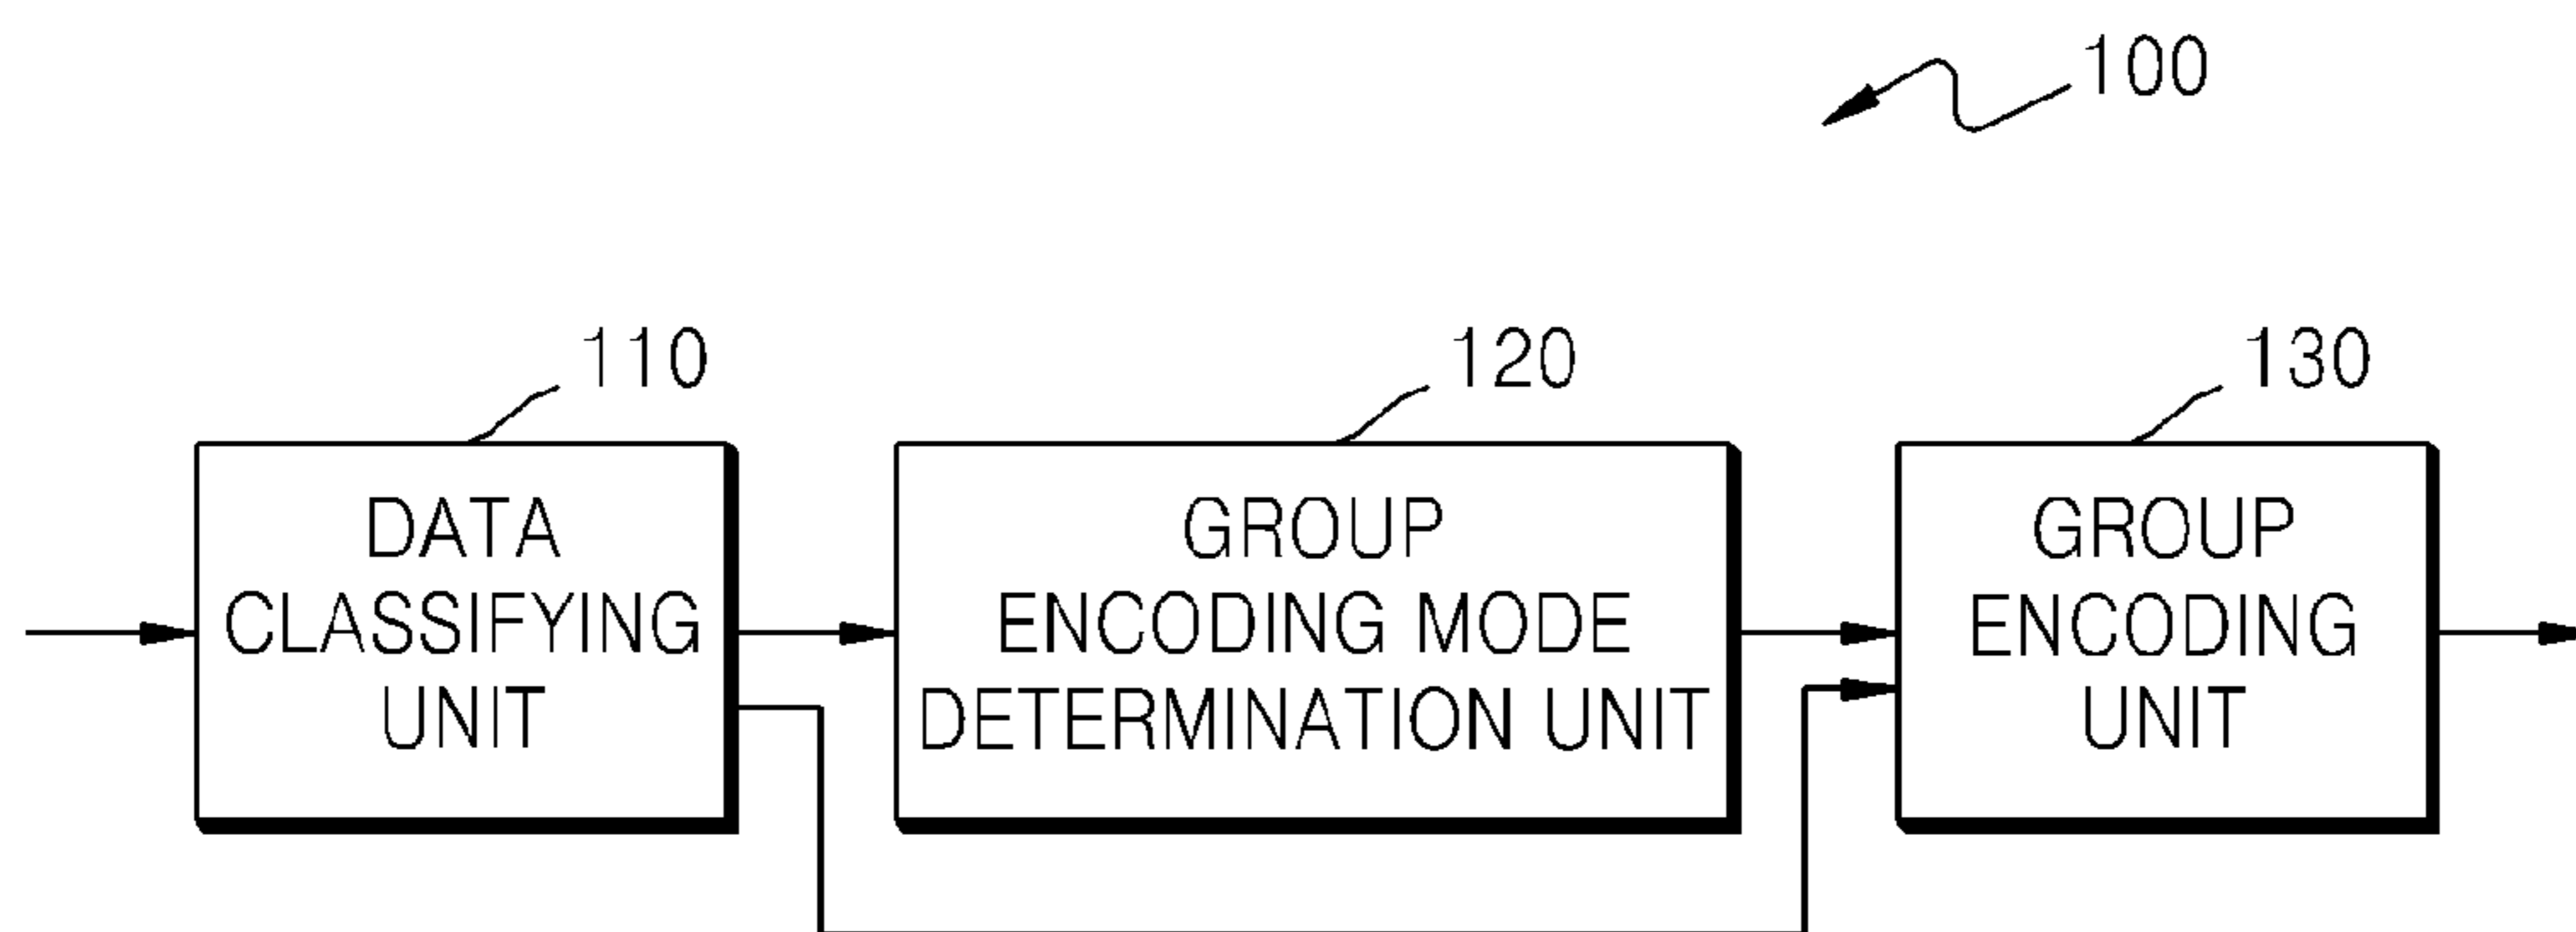 100
110
120
130
DATA
CLASSIFYING
UNIT
GROUP
ENCODING MODE
DETERMINATION UNIT
GROUP
ENCODING
UNIT